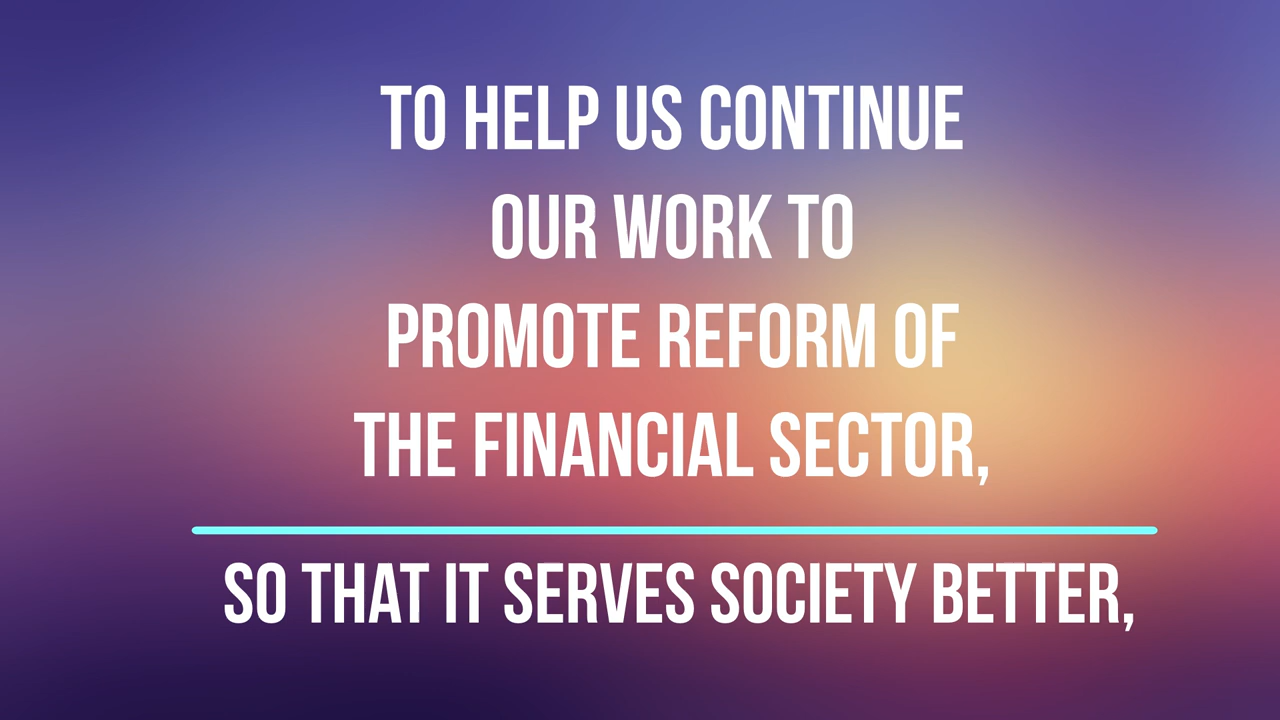 TO HELP US CONTINUE
OUR WORK TO
PROMOTE REFORM OF
THE FINANCIAL SECTOR,
SO THAT IT SERVES SOCIETY BETTER,